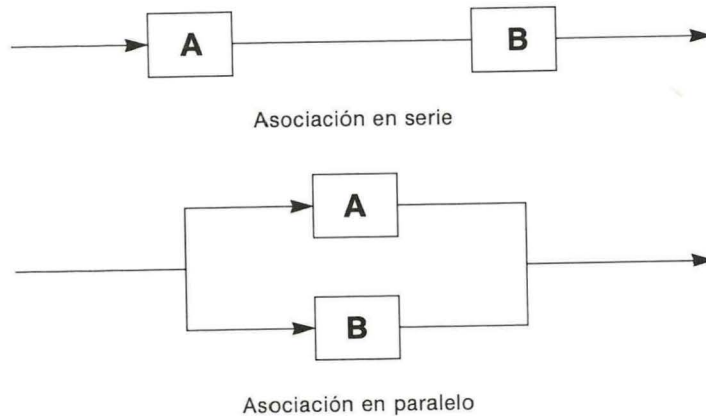 A B
Asociación en serie
A
B
Asociación en paralelo